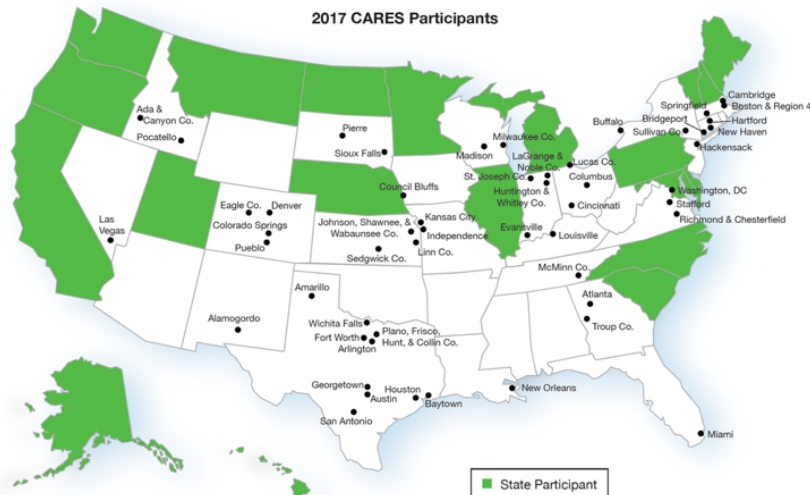 2017 CARES Participants
Ada &
Canyon Co.
Pocatello
Pierre
Sioux Falls
Madison
Milwaukee Co.
LaGrange &
Noble Co.
St. Joseph Co.
Huntington &
Whitley Co.
Lucas Co.
Columbus
Cincinnati
Buffalo
Springfield
Bridgeport
Sullivan Co.
Cambridge
Boston & Region 4
Hartford
New Haven
Hackensack
Washington, DC
Stafford
Richmond & Chesterfield
Council Bluffs
Eagle Co.
Denver
Colorado Springs
Pueblo
Las
Vegas
Johnson, Shawnee, &
Wabaunsee Co.
Kansas City
Independence
Linn Co.
Sedgwick Co.
Evansville
Louisville
McMinn Co.
Atlanta
Troup Co.
Amarillo
Alamogordo
Wichita Falls
Fort Worth
Arlington
Plano, Frisco,
Hunt, & Collin Co.
Georgetown
Austin
San Antonio
Houston
Baytown
New Orleans
Miami
State Participant